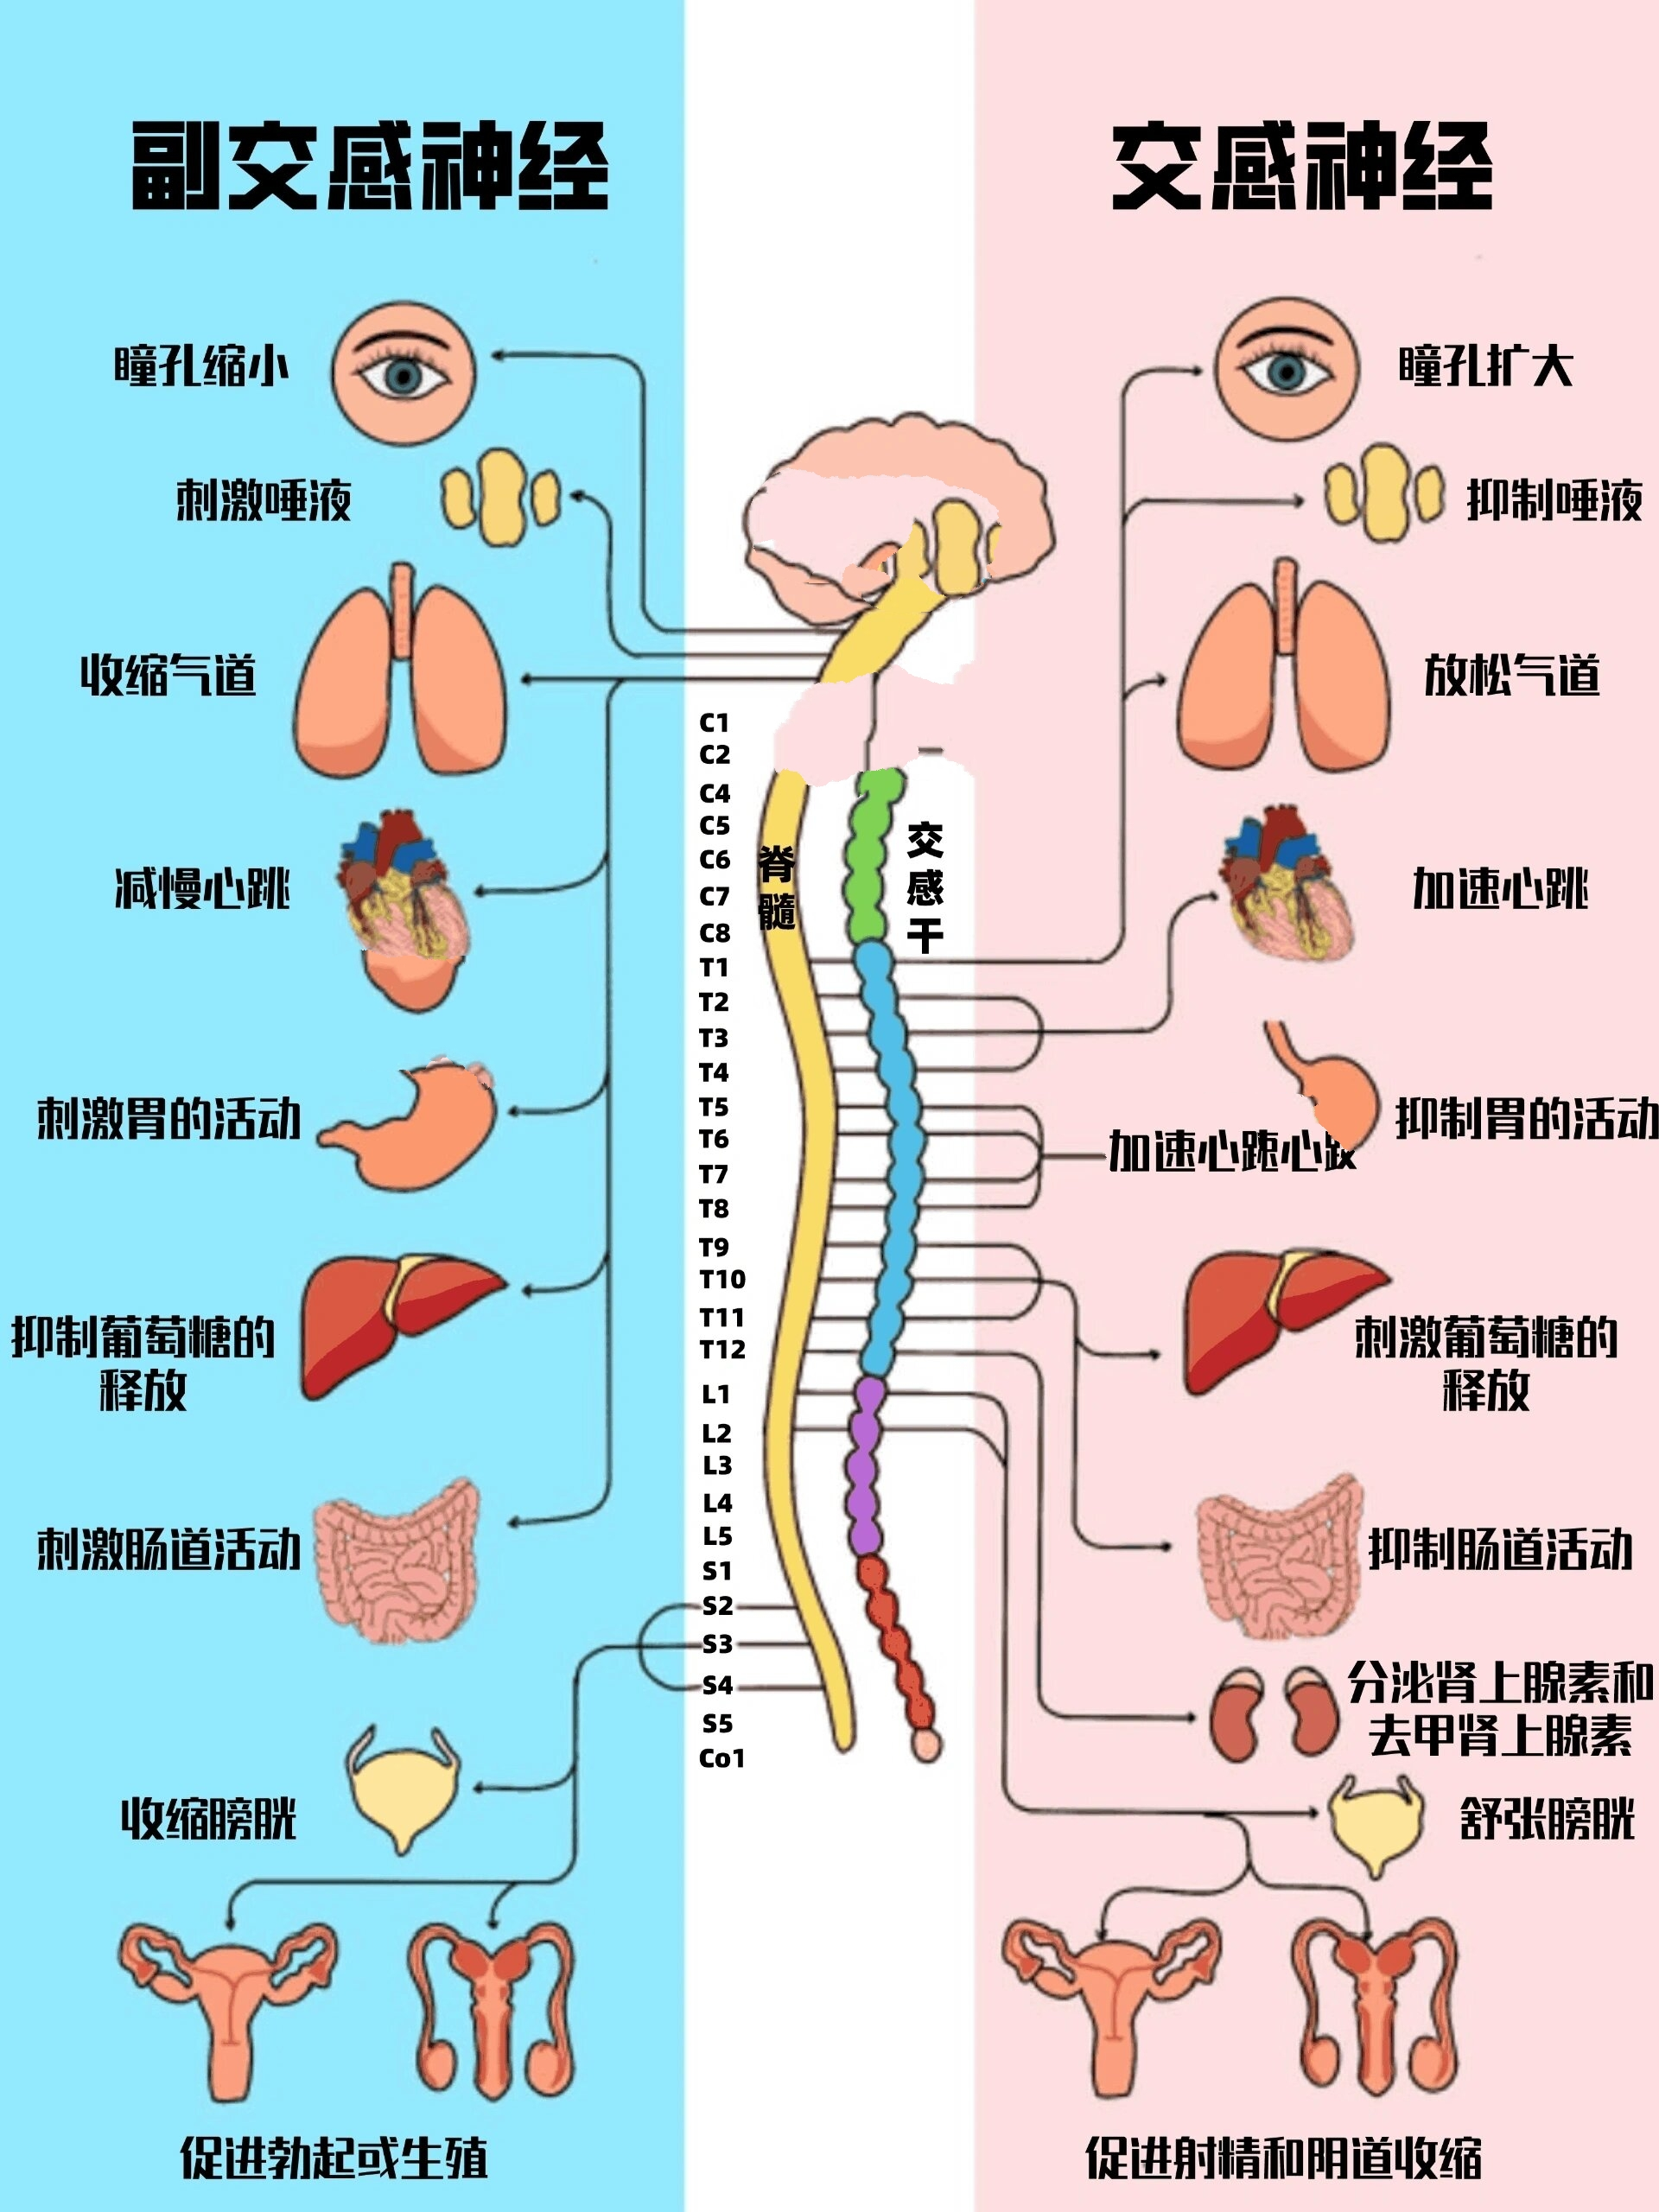 副交感神经
交感神经
瞳孔缩小
瞳孔扩大
刺激唾液
抑制唾液
收缩气道
放松气道
减慢心跳
加速心跳
刺激胃的活动
加速心
抑制胃的活动
抑制葡萄糖的
释放
刺激葡萄糖的
释放
刺激肠道活动
抑制肠道活动
分泌肾上腺素和
去甲肾上腺素
收缩膀胱
舒张膀胱
促进勃起或生殖
促进射精和阴道收缩
脊髓
交感干
C1
C2
C4
C5
C6
C7
C8
T1
T2
T3
T4
T5
T6
T7
T8
T9
T10
T11
T12
L1
L2
L3
L4
L5
S1
S2
S3
S4
S5
Co1